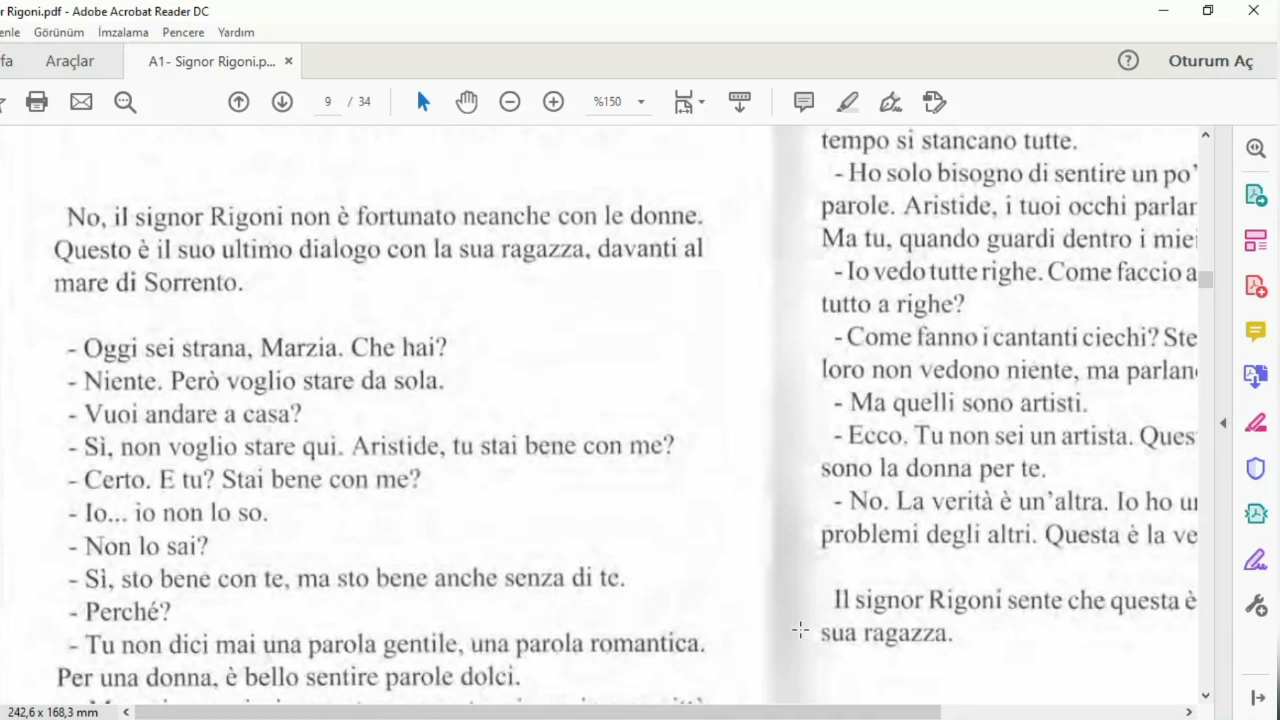 r Rigoni.pdf - Adobe Acrobat Reader DC
enle Görünüm İmzalama Pencere Yardım
fa Araçlar A1- Signor Rigoni.p... × Oturum Aç
9 / 34 %150
No, il signor Rigoni non è fortunato neanche con le donne.
Questo è il suo ultimo dialogo con la sua ragazza, davanti al
mare di Sorrento.
- Oggi sei strana, Marzia. Che hai?
- Niente. Però voglio stare da sola.
- Vuoi andare a casa?
- Sì, non voglio stare qui. Aristide, tu stai bene con me?
- Certo. E tu? Stai bene con me?
- Io... io non lo so.
- Non lo sai?
- Sì, sto bene con te, ma sto bene anche senza di te.
- Perché?
- Tu non dici mai una parola gentile, una parola romantica.
Per una donna, è bello sentire parole dolci.
tempo si stancano tutte.
- Ho solo bisogno di sentire un po'
parole. Aristide, i tuoi occhi parlar
Ma tu, quando guardi dentro i miei
- Io vedo tutte righe. Come faccio a
tutto a righe?
- Come fanno i cantanti ciechi? Ste
loro non vedono niente, ma parlan
- Ma quelli sono artisti.
- Ecco. Tu non sei un artista. Ques
sono la donna per te.
- No. La verità è un'altra. Io ho un
problemi degli altri. Questa è la ve
Il signor Rigoni sente che questa è
sua ragazza.
242,6 x 168,3 mm